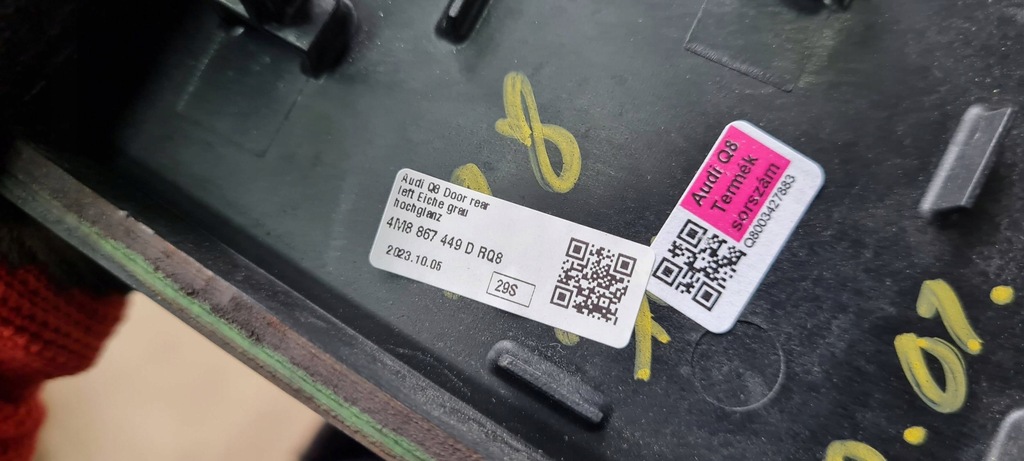 Audi Q8 Door rear
left Eiche grau
hochglanz
4M8 867 449 D RQ8
2023.10.05
29S
Audi Q8
Termék
sorszám
Q8003427883